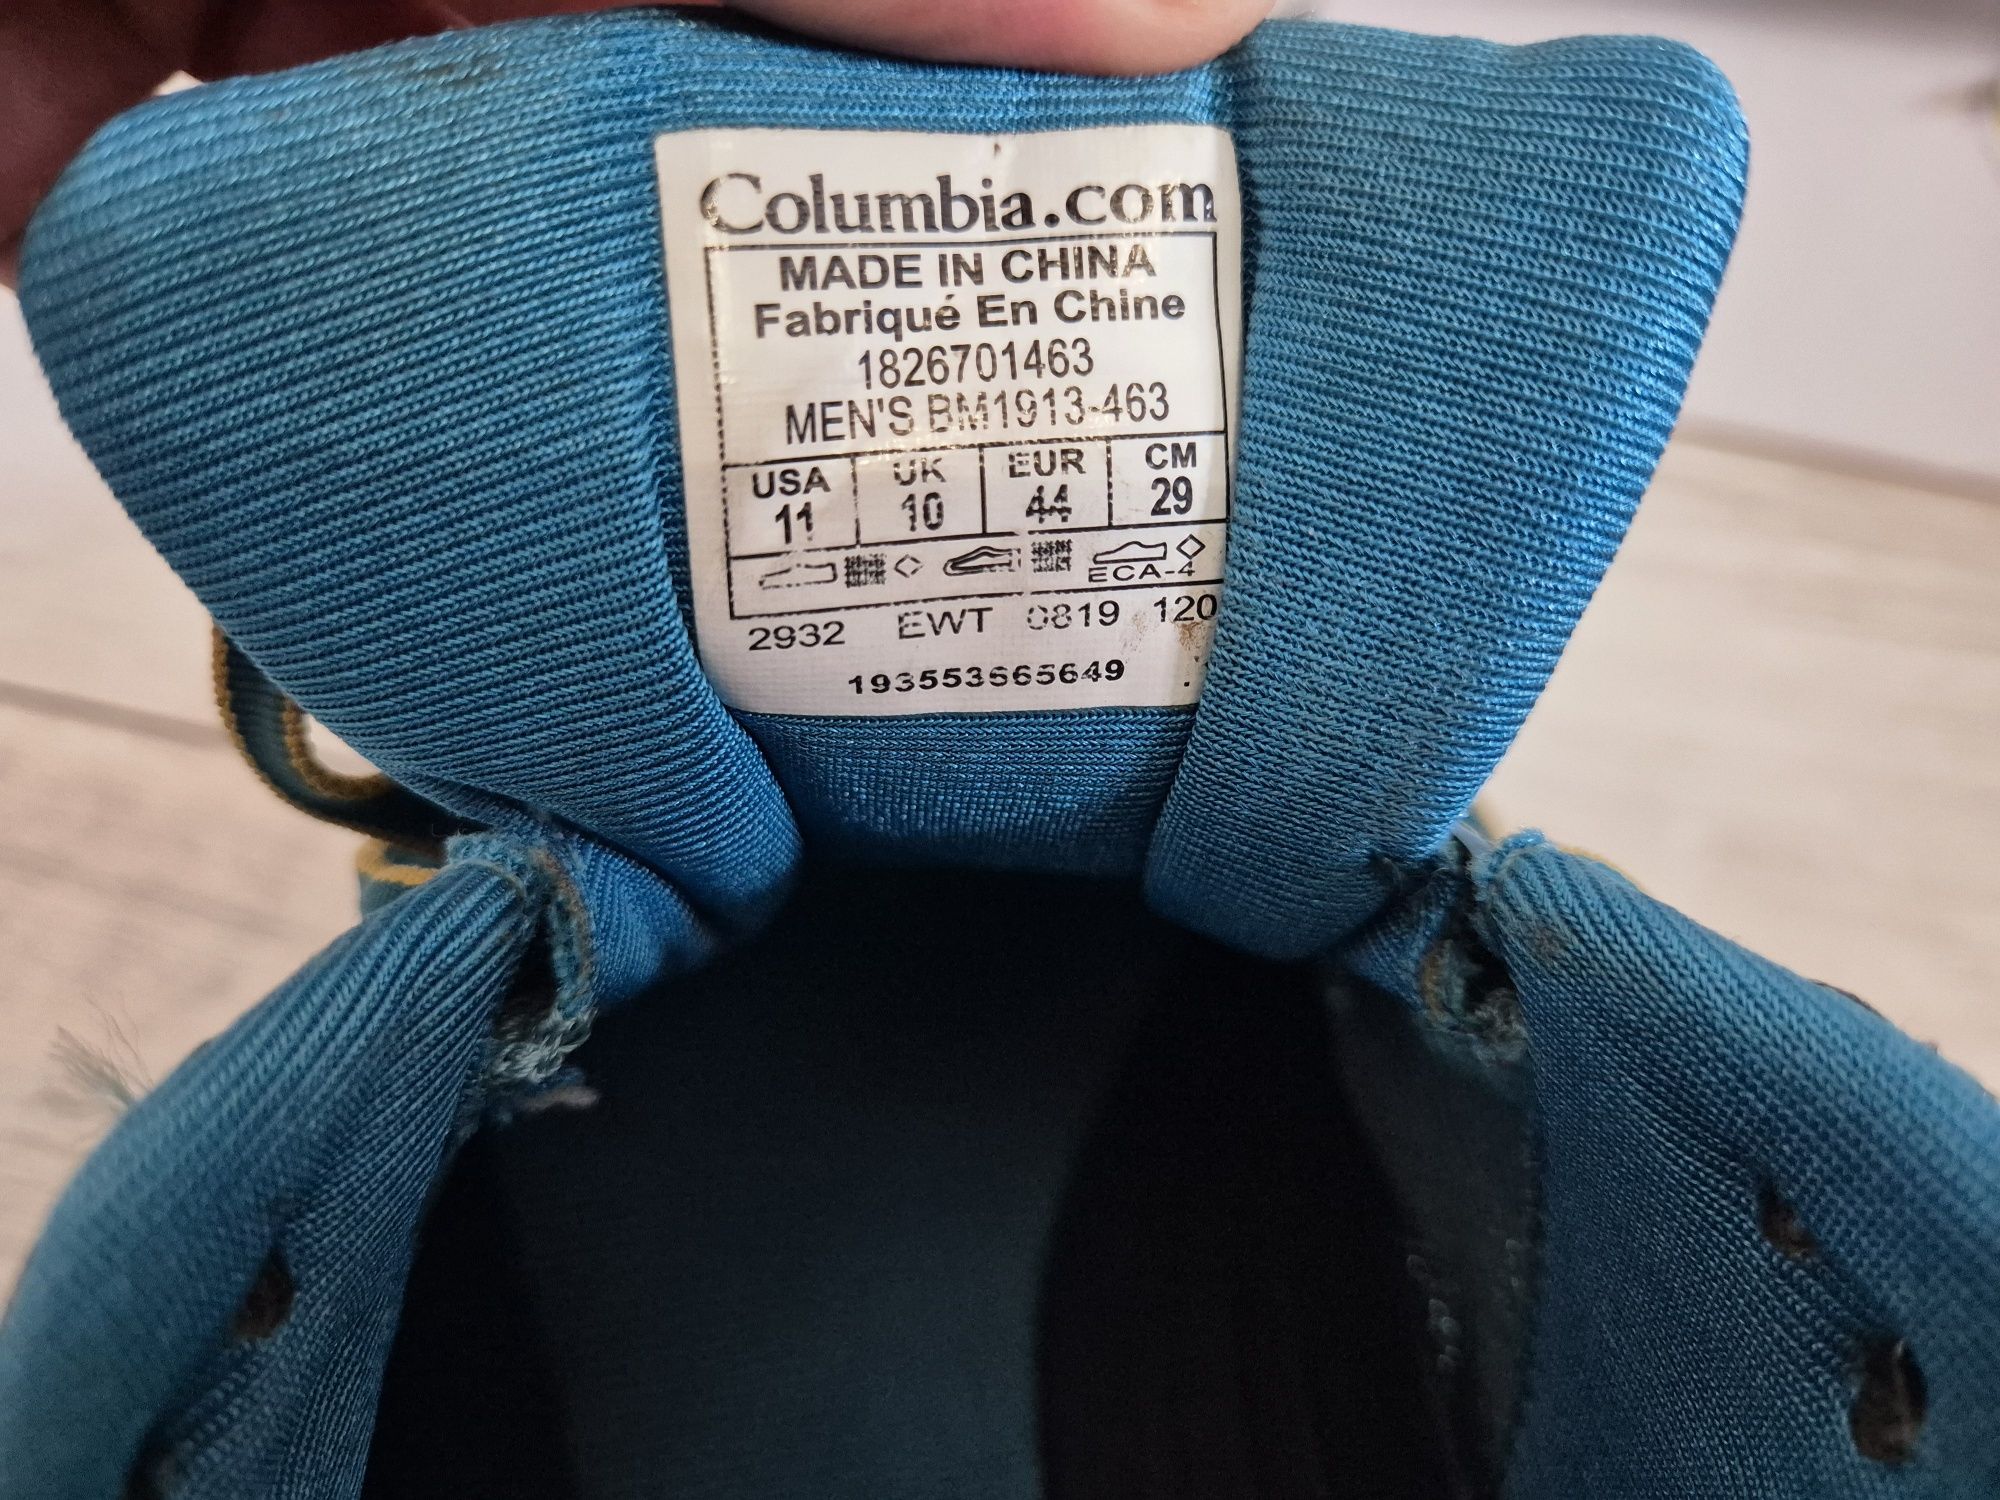 Columbia.com
MADE IN CHINA
Fabriqué En Chine
1826701463
MEN'S BM1913-463
USA UK EUR CM
11 10 44 29
ECA-4
2932 EWT 0819 120
193553665649